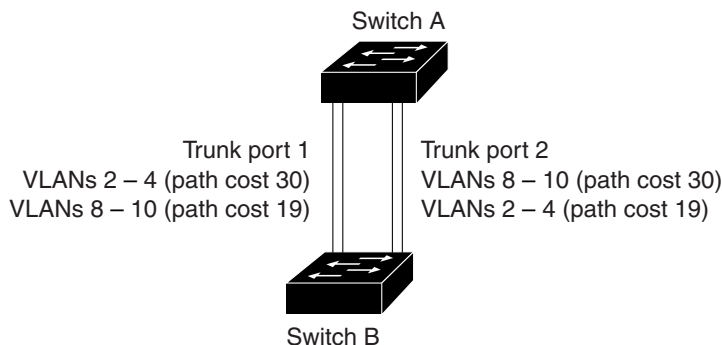 Switch A
Trunk port 1
VLANs 2 – 4 (path cost 30)
VLANs 8 – 10 (path cost 19)
Trunk port 2
VLANs 8 – 10 (path cost 30)
VLANs 2 – 4 (path cost 19)
Switch B